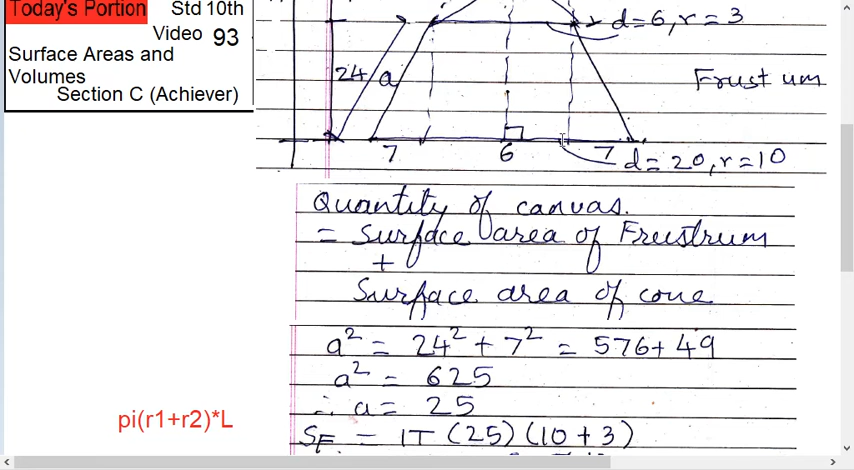 Today's Portion
Std 10th
Video 93
Surface Areas and
Volumes
Section C (Achiever)
d=6, r=3
24
a
Frustum
7
6
7
d=20, r=10
Quantity of canvas.
= Surface area of Frustrum
+
Surface area of cone
a² = 24² + 7² = 576 + 49
a² = 625
∴ a = 25
pi(r1+r2)*L
SF = π (25) (10 + 3)